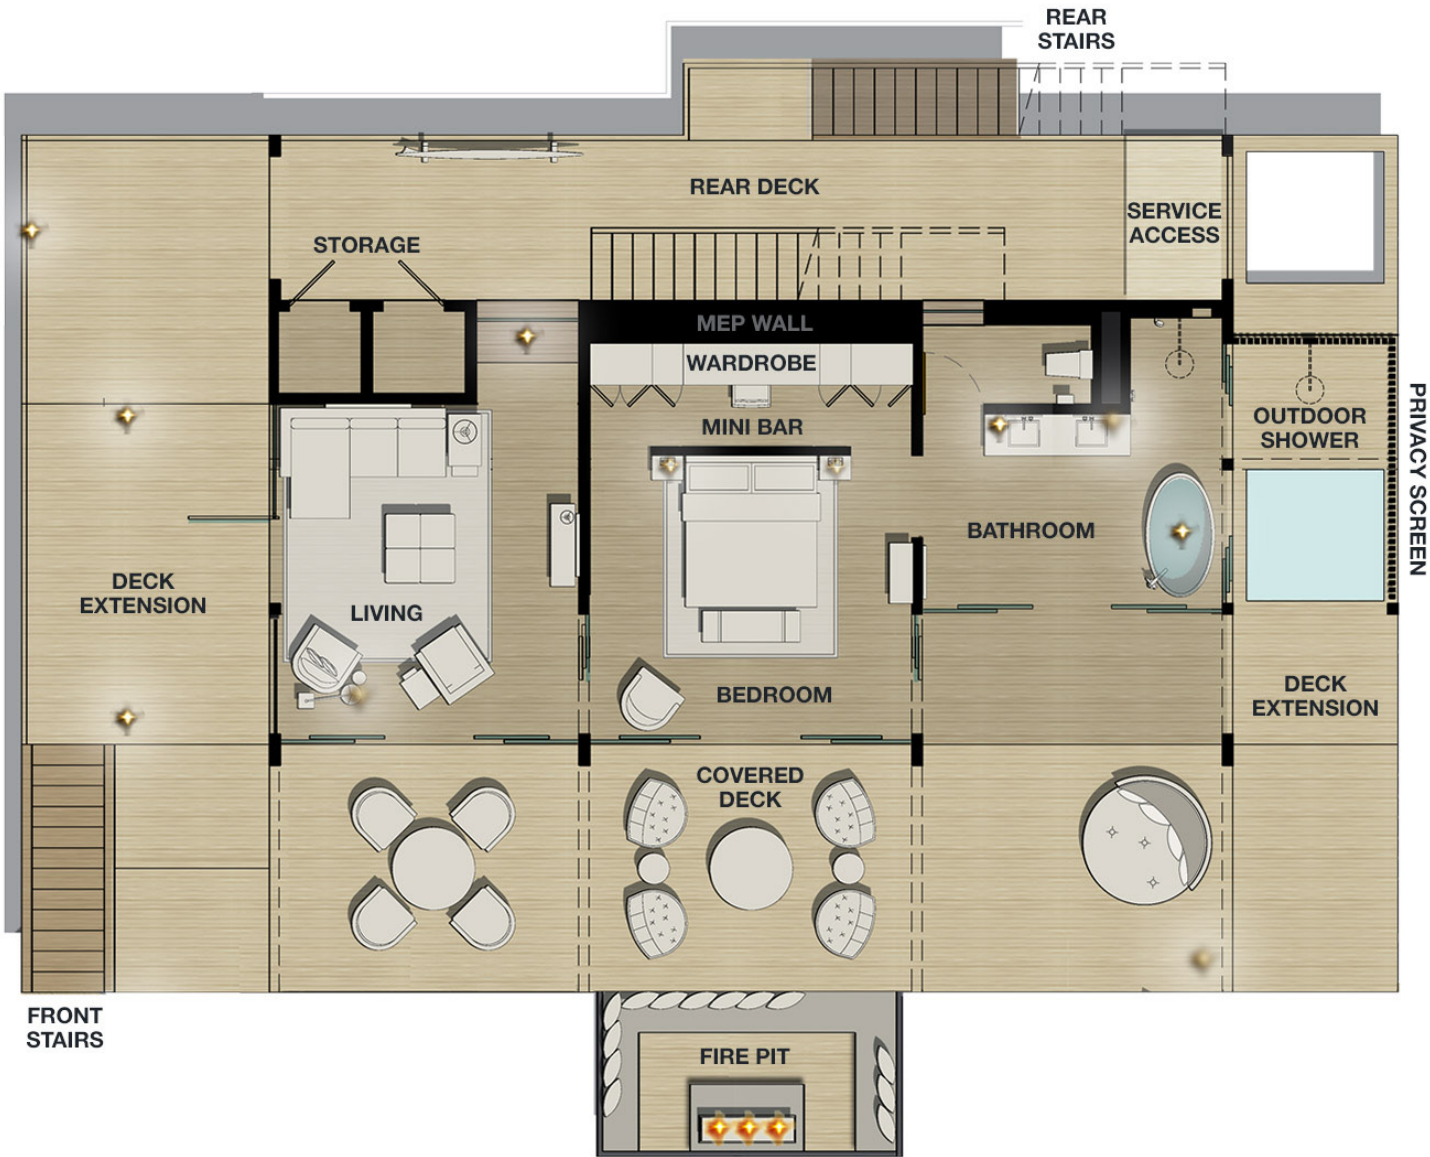 REAR
STAIRS
REAR DECK
SERVICE
ACCESS
STORAGE
MEP WALL
WARDROBE
MINI BAR
OUTDOOR
SHOWER
PRIVACY SCREEN
BATHROOM
DECK
EXTENSION
LIVING
BEDROOM
DECK
EXTENSION
COVERED
DECK
FRONT
STAIRS
FIRE PIT